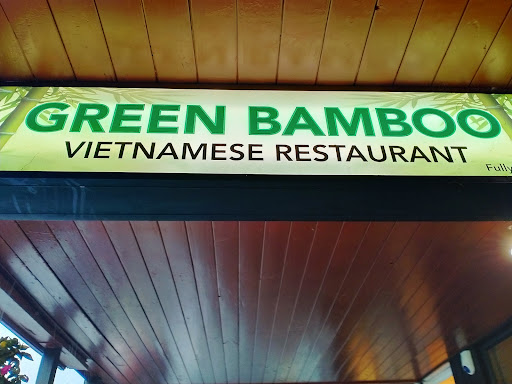 GREEN BAMBOO
VIETNAMESE RESTAURANT
Fully